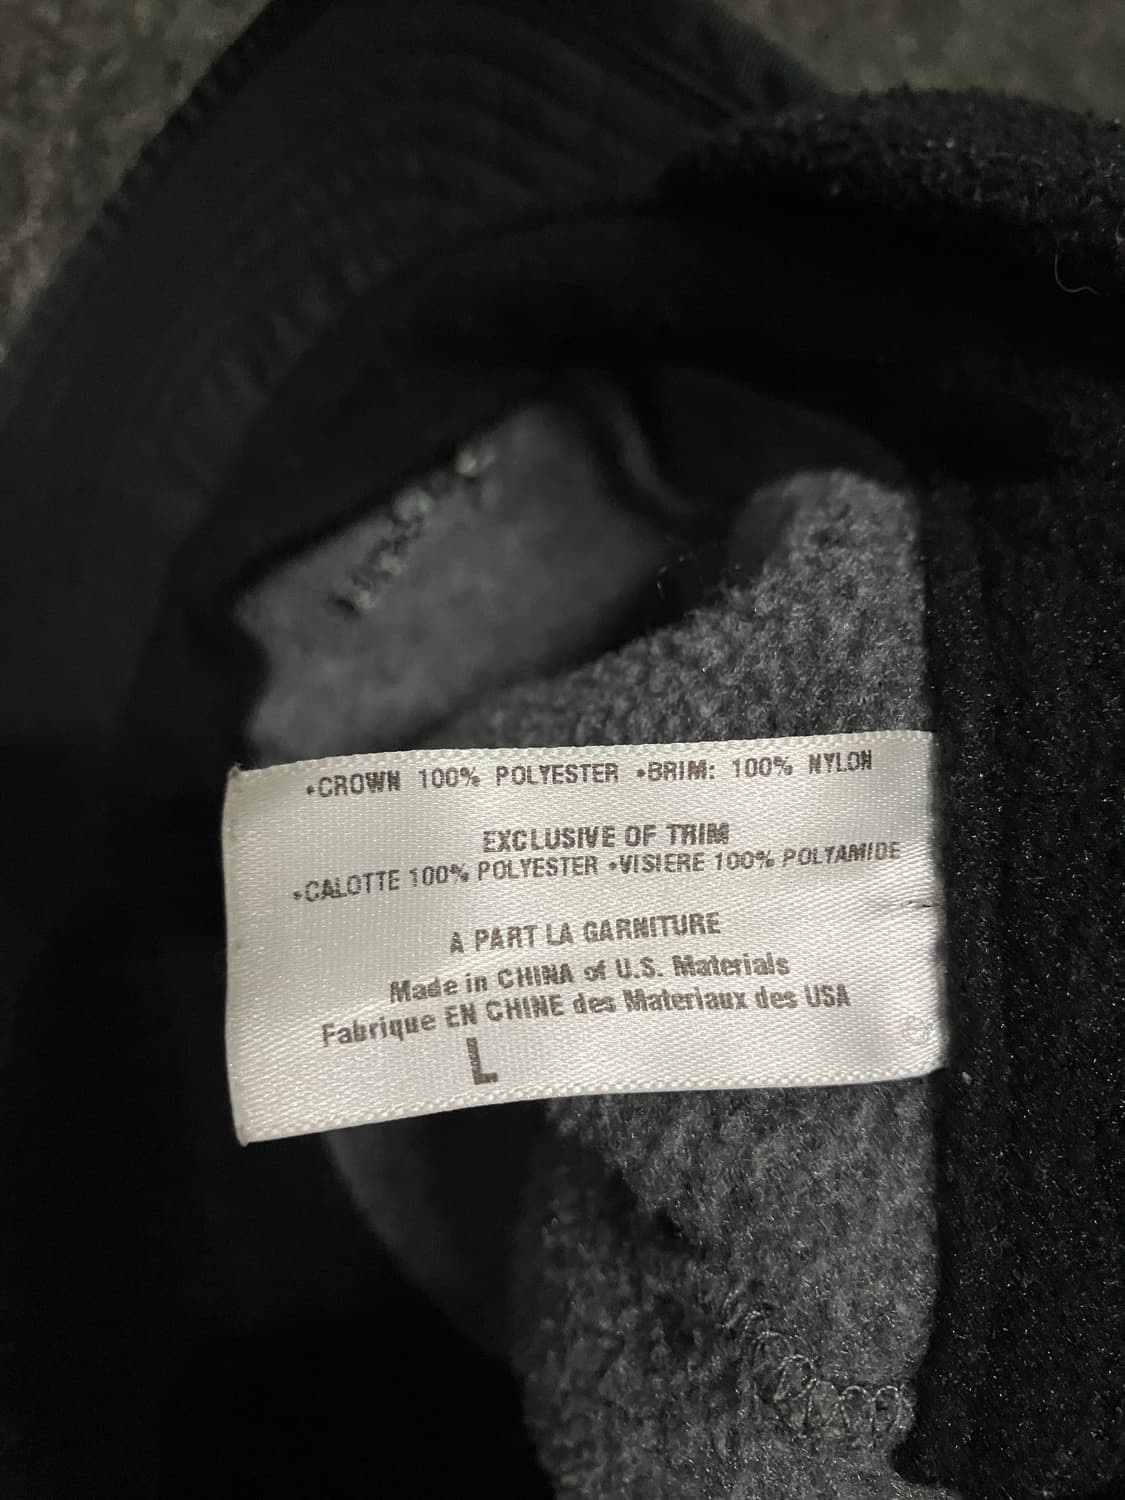 •CROWN 100% POLYESTER •BRIM: 100% NYLON
EXCLUSIVE OF TRIM
•CALOTTE 100% POLYESTER •VISIERE 100% POLYAMIDE
A PART LA GARNITURE
Made in CHINA of U.S. Materials
Fabrique EN CHINE des Materiaux des USA
L